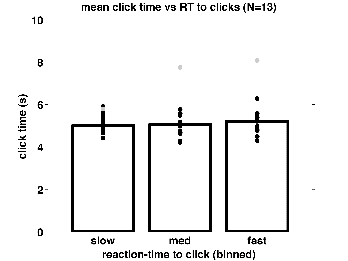 mean click time vs RT to clicks (N=13)
10
8
6
4
2
0
click time (s)
slow med fast
reaction-time to click (binned)